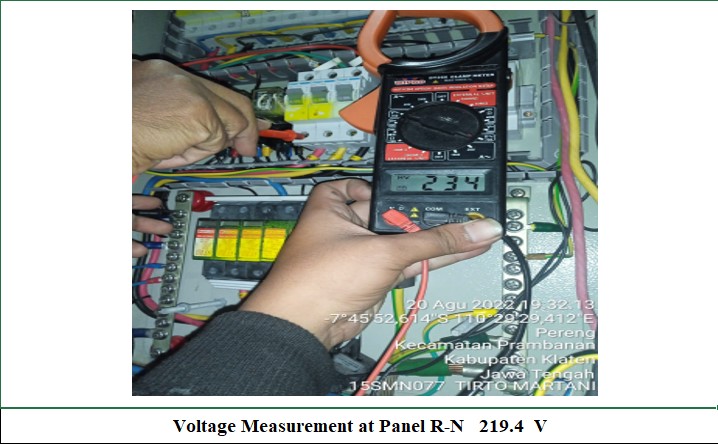 CLAMP METER
234
COM EXT
20 Agu 2022 19.32.13
-7°45'52,614"S 110°29'29,412"E
Pereng
Kecamatan Prambanan
Kabupaten Klaten
Jawa Tengah
15SMN077 TIRTO MARTANI
Voltage Measurement at Panel R-N 219.4 V